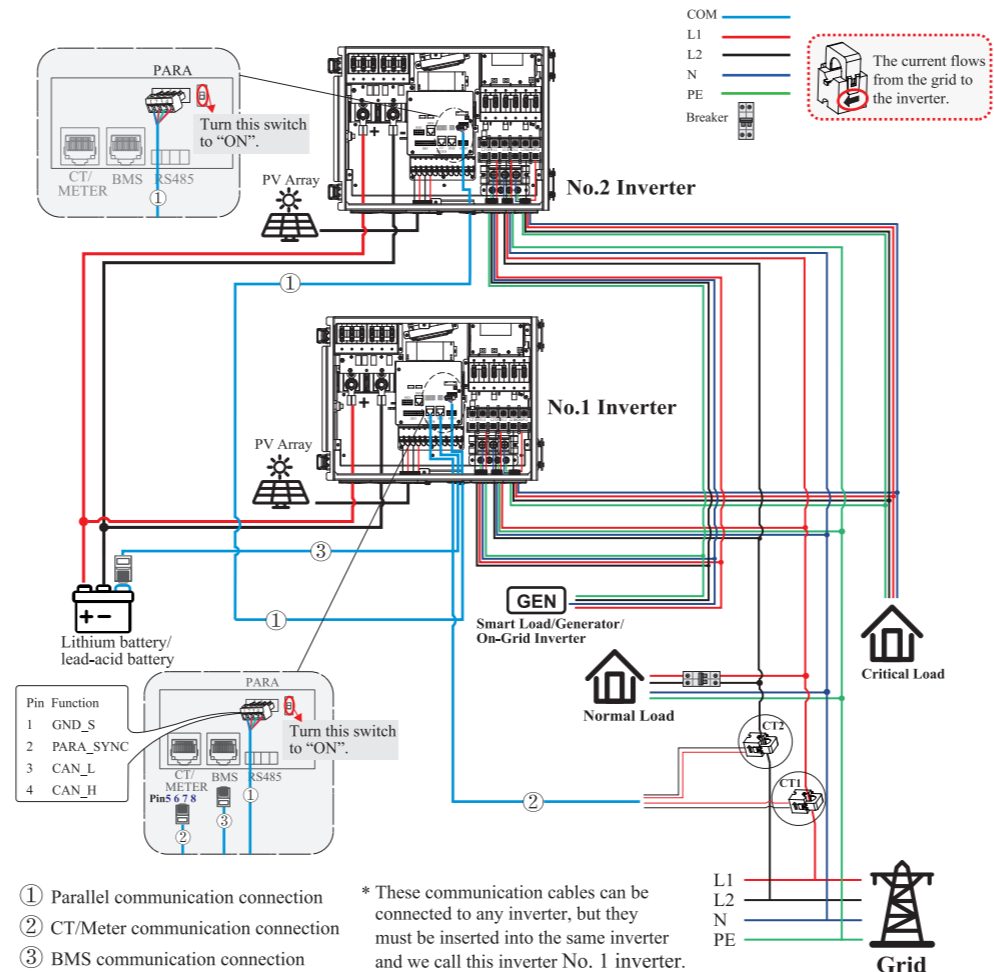 COM
L1
L2
N
PE
Breaker
The current flows
from the grid to
the inverter.
PARA
Turn this switch
to “ON”.
CT/
METER
BMS
RS485
①
PV Array
+
-
No.2 Inverter
①
No.1 Inverter
PV Array
+
-
③
+ -
Lithium battery/
lead-acid battery
①
GEN
Smart Load/Generator/
On-Grid Inverter
Critical Load
Normal Load
Pin Function
1 GND_S
2 PARA_SYNC
3 CAN_L
4 CAN_H
PARA
Turn this switch
to “ON”.
CT/
METER
BMS
RS485
Pin5 6 7 8
①
②
③
②
CT2
CT1
L1
L2
N
PE
Grid
① Parallel communication connection
② CT/Meter communication connection
③ BMS communication connection
* These communication cables can be
connected to any inverter, but they
must be inserted into the same inverter
and we call this inverter No. 1 inverter.